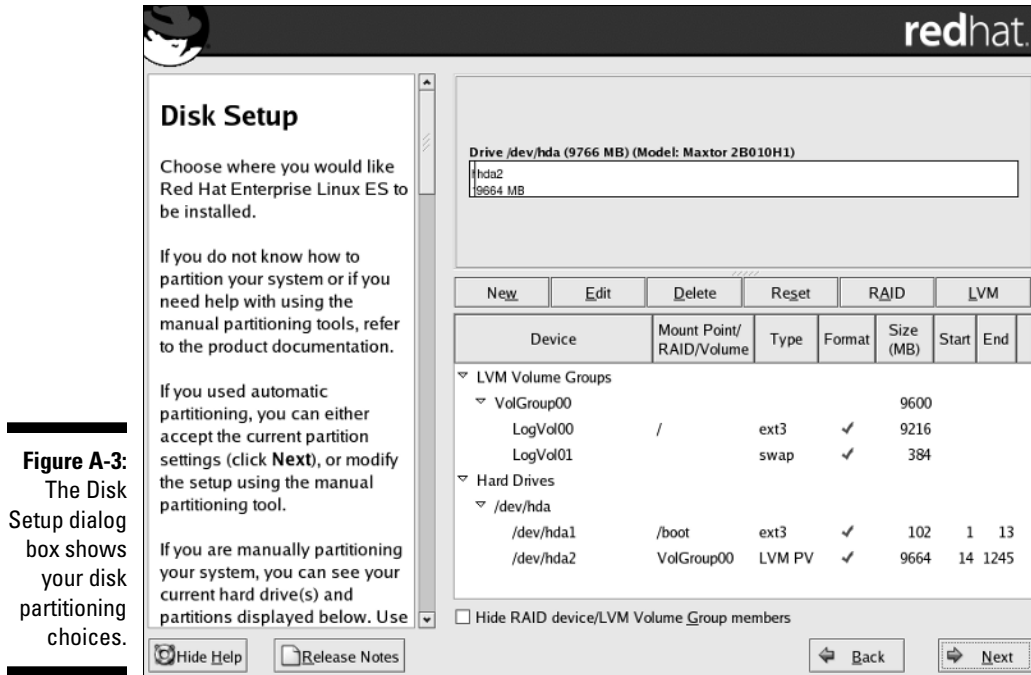 redhat.
Disk Setup
Choose where you would like
Red Hat Enterprise Linux ES to
be installed.
If you do not know how to
partition your system or if you
need help with using the
manual partitioning tools, refer
to the product documentation.
If you used automatic
partitioning, you can either
accept the current partition
settings (click Next), or modify
the setup using the manual
partitioning tool.
If you are manually partitioning
your system, you can see your
current hard drive(s) and
partitions displayed below. Use
Drive /dev/hda (9766 MB) (Model: Maxtor 2B010H1)
hda2
9664 MB
New Edit Delete Reset RAID LVM
Device Mount Point/ RAID/Volume Type Format Size (MB) Start End
LVM Volume Groups
VolGroup00 9600
LogVol00 / ext3 ✓ 9216
LogVol01 swap ✓ 384
Hard Drives
/dev/hda
/dev/hda1 /boot ext3 ✓ 102 1 13
/dev/hda2 VolGroup00 LVM PV ✓ 9664 14 1245
Hide RAID device/LVM Volume Group members
Hide Help Release Notes Back Next
Figure A-3:
The Disk
Setup dialog
box shows
your disk
partitioning
choices.